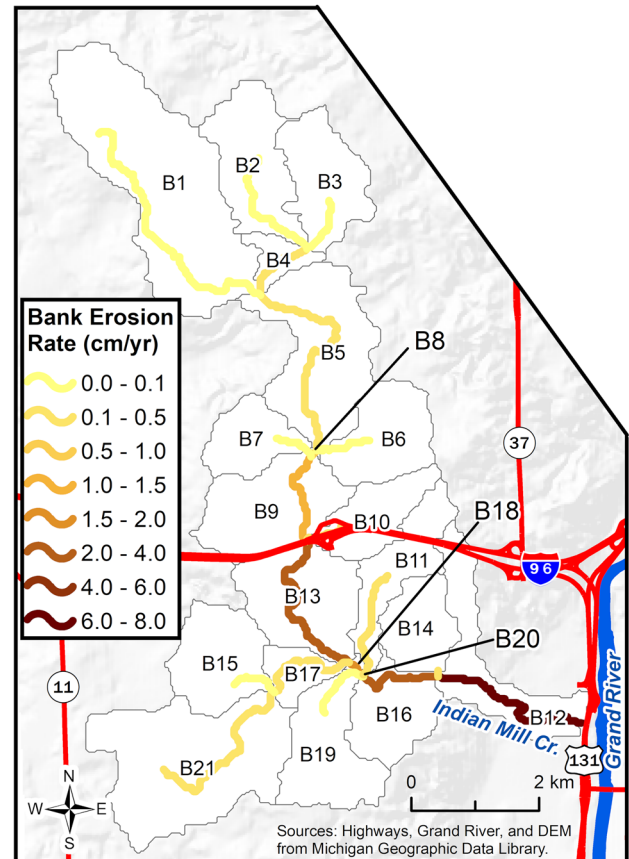 B1
B2
B3
B4
Bank Erosion
Rate (cm/yr)
0.0 - 0.1
0.1 - 0.5
0.5 - 1.0
1.0 - 1.5
1.5 - 2.0
2.0 - 4.0
4.0 - 6.0
6.0 - 8.0
B5
B8
B7
B6
37
B9
B10
B18
B11
96
B13
B14
B20
B15
B17
11
B16
Indian Mill Cr.
B12
Grand River
B19
131
B21
N
W E
S
0 2 km
Sources: Highways, Grand River, and DEM
from Michigan Geographic Data Library.